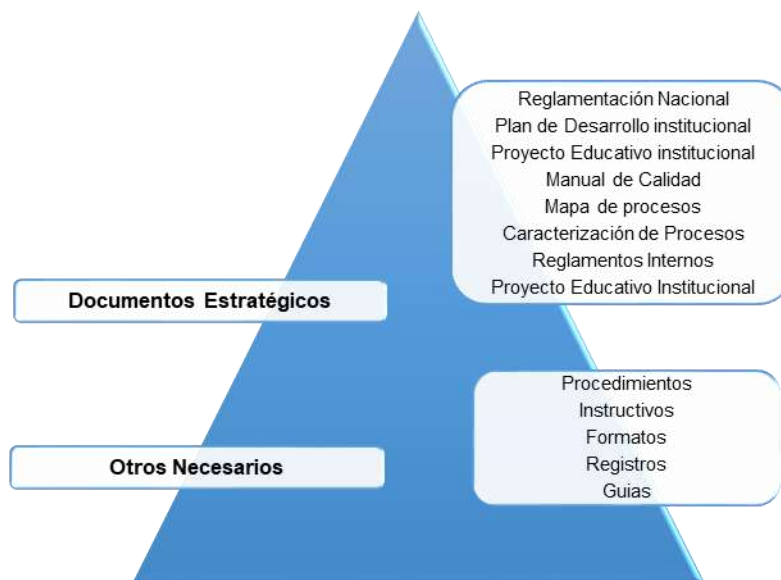 Reglamentación Nacional
Plan de Desarrollo institucional
Proyecto Educativo institucional
Manual de Calidad
Mapa de procesos
Caracterización de Procesos
Reglamentos Internos
Proyecto Educativo Institucional
Documentos Estratégicos
Procedimientos
Instructivos
Formatos
Registros
Guias
Otros Necesarios